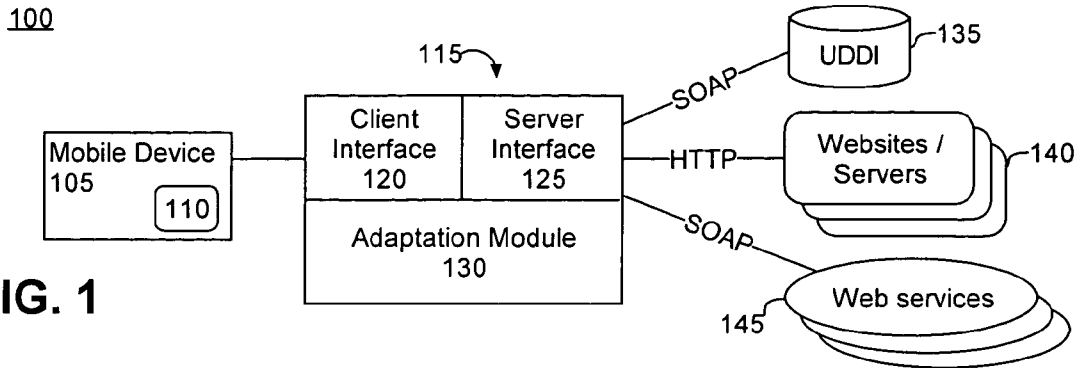 100
115
135
UDDI
SOAP
Client
Interface
120
Server
Interface
125
Mobile Device
105
110
HTTP
Websites /
Servers
140
Adaptation Module
130
SOAP
IG. 1
145
Web services